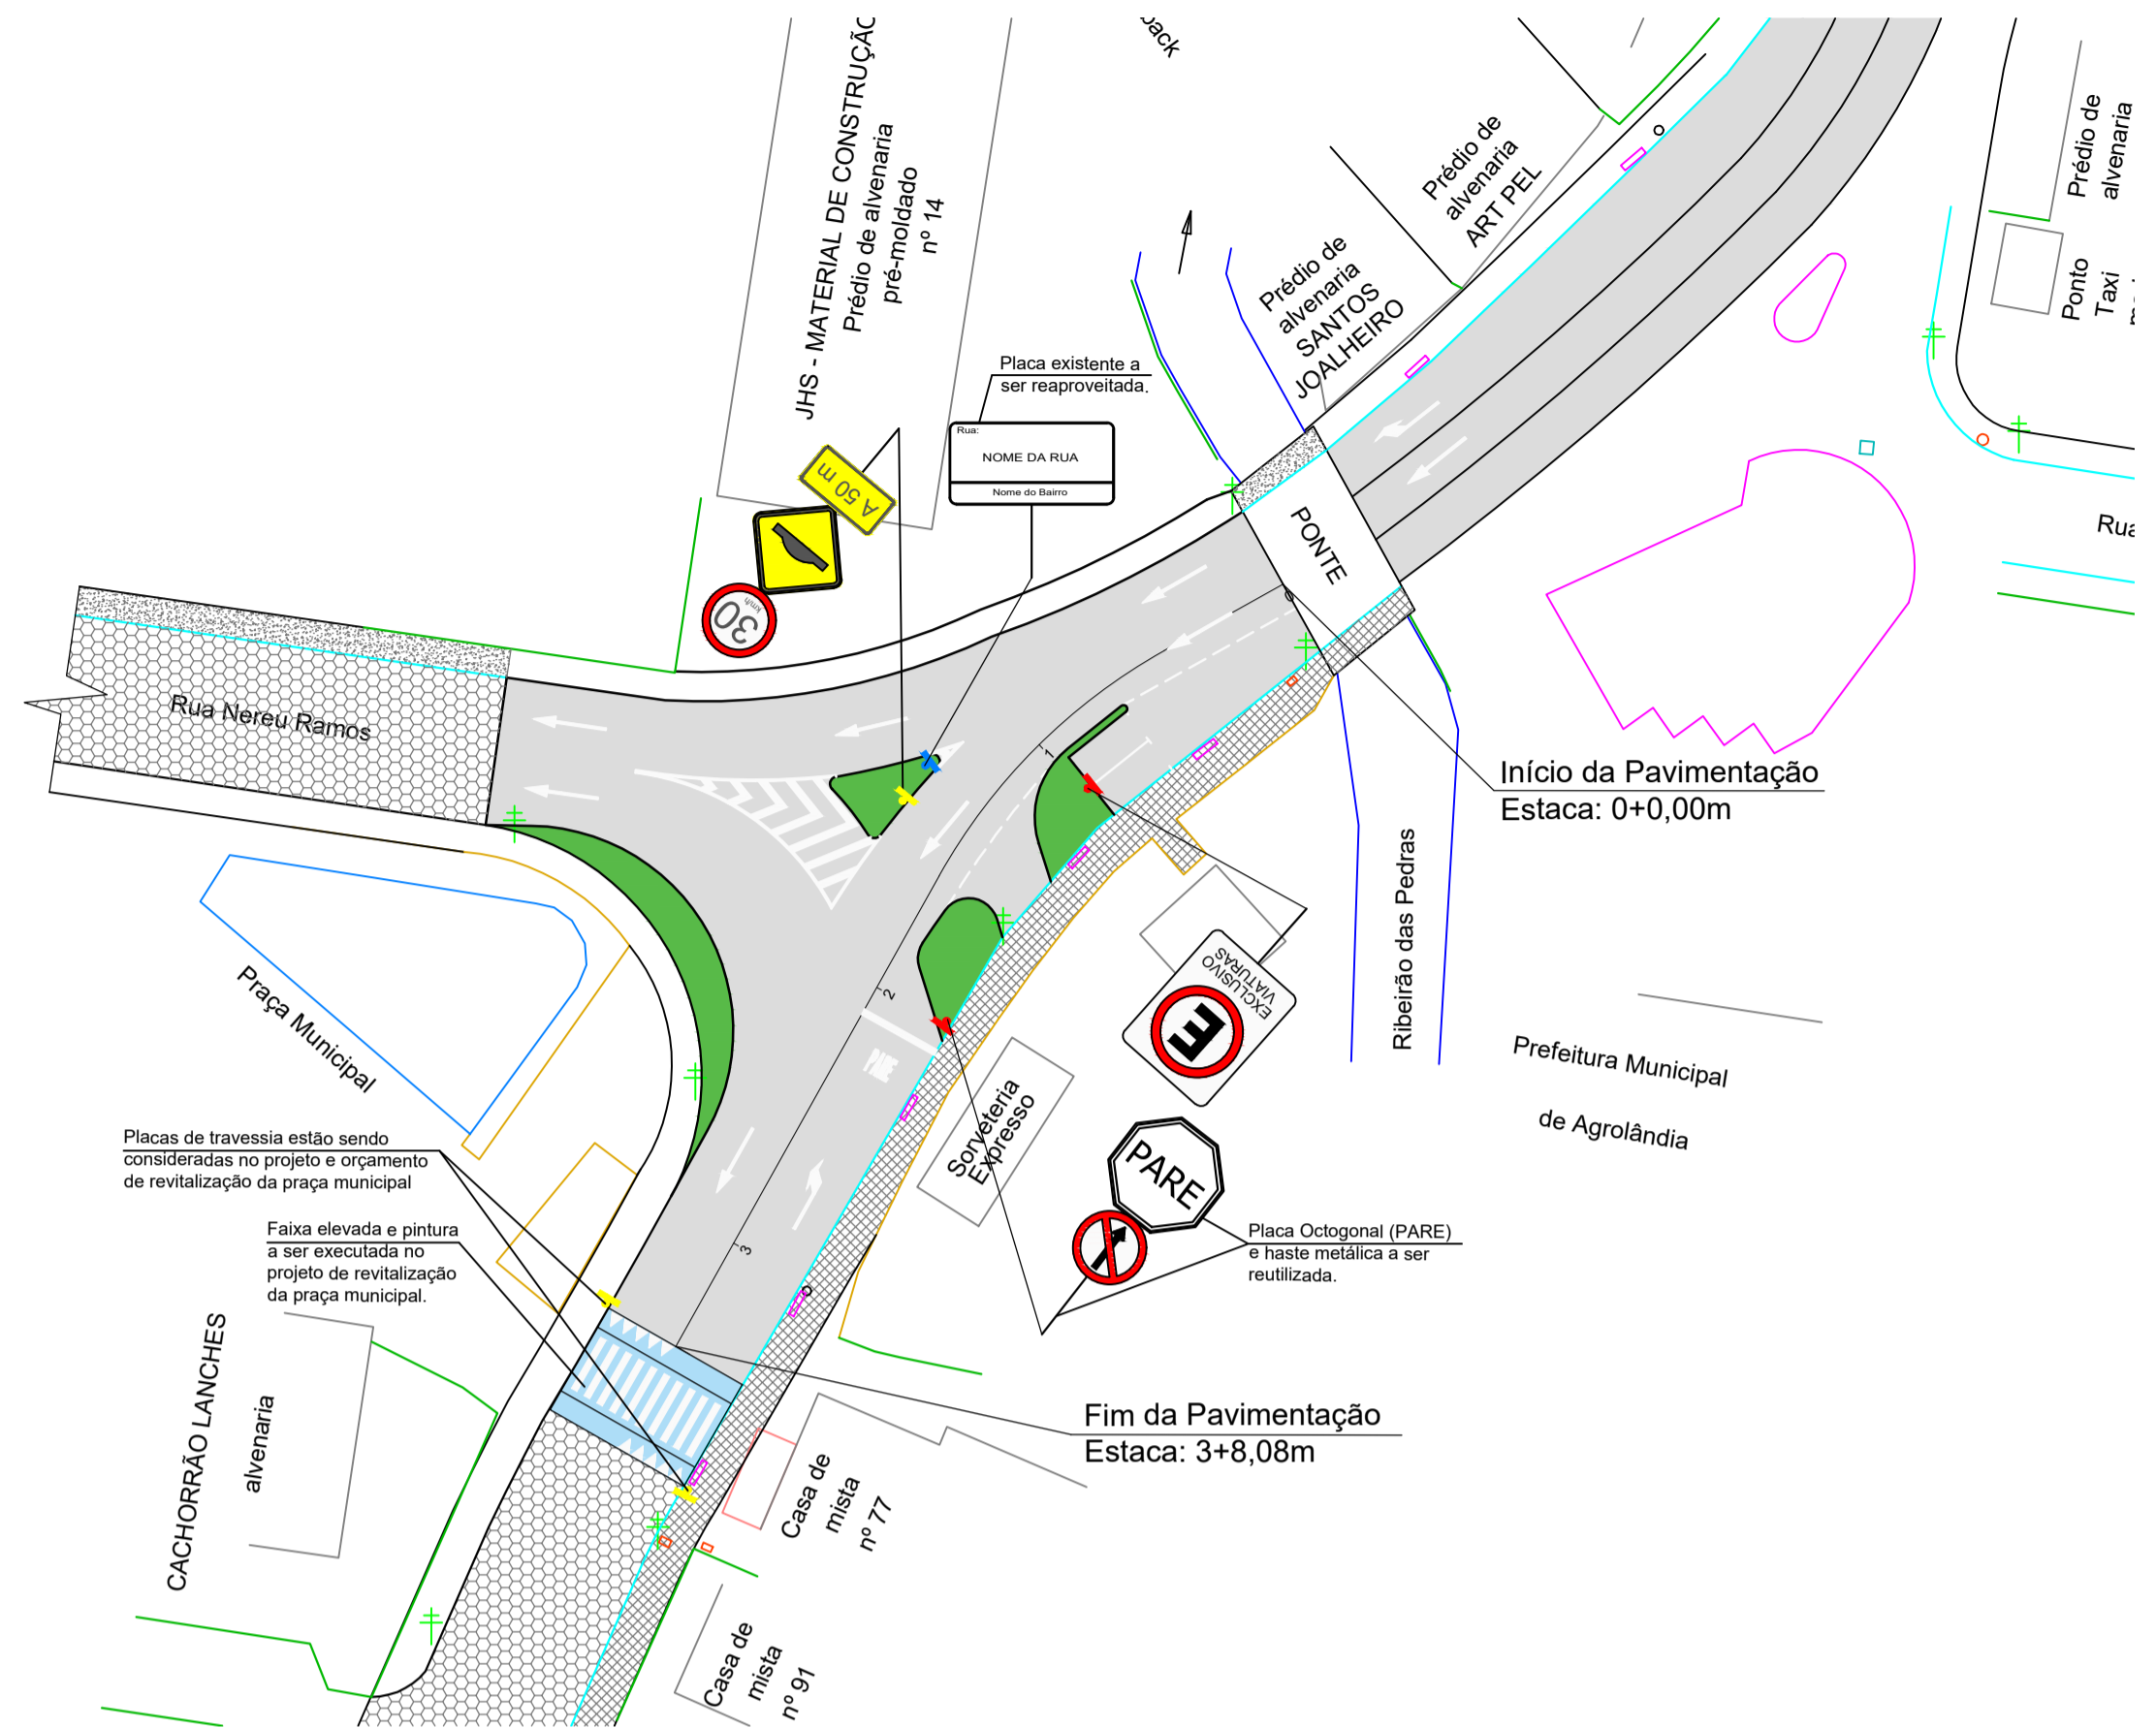 JHS - MATERIAL DE CONSTRUÇÃO
Prédio de alvenaria
pré-moldado
nº 14
back
Prédio de
alvenaria
ART PEL
Prédio de
alvenaria
SANTOS
JOALHEIRO
Prédio de
alvenaria
Ponto
Taxi
Rua
Placa existente a
ser reaproveitada.
Rua:
NOME DA RUA
Nome do Bairro
A 50 m
30
km/h
PONTE
0
1
2
3
Rua Nereu Ramos
Início da Pavimentação
Estaca: 0+0,00m
Ribeirão das Pedras
Praça Municipal
EXCLUSIVO
VIATURAS
E
PARE
Sorveteria
Expresso
PARE
Prefeitura Municipal
de Agrolândia
Placas de travessia estão sendo
consideradas no projeto e orçamento
de revitalização da praça municipal
Faixa elevada e pintura
a ser executada no
projeto de revitalização
da praça municipal.
Placa Octogonal (PARE)
e haste metálica a ser
reutilizada.
CACHORRÃO LANCHES
alvenaria
Fim da Pavimentação
Estaca: 3+8,08m
Casa de
mista
nº 77
Casa de
mista
nº 91